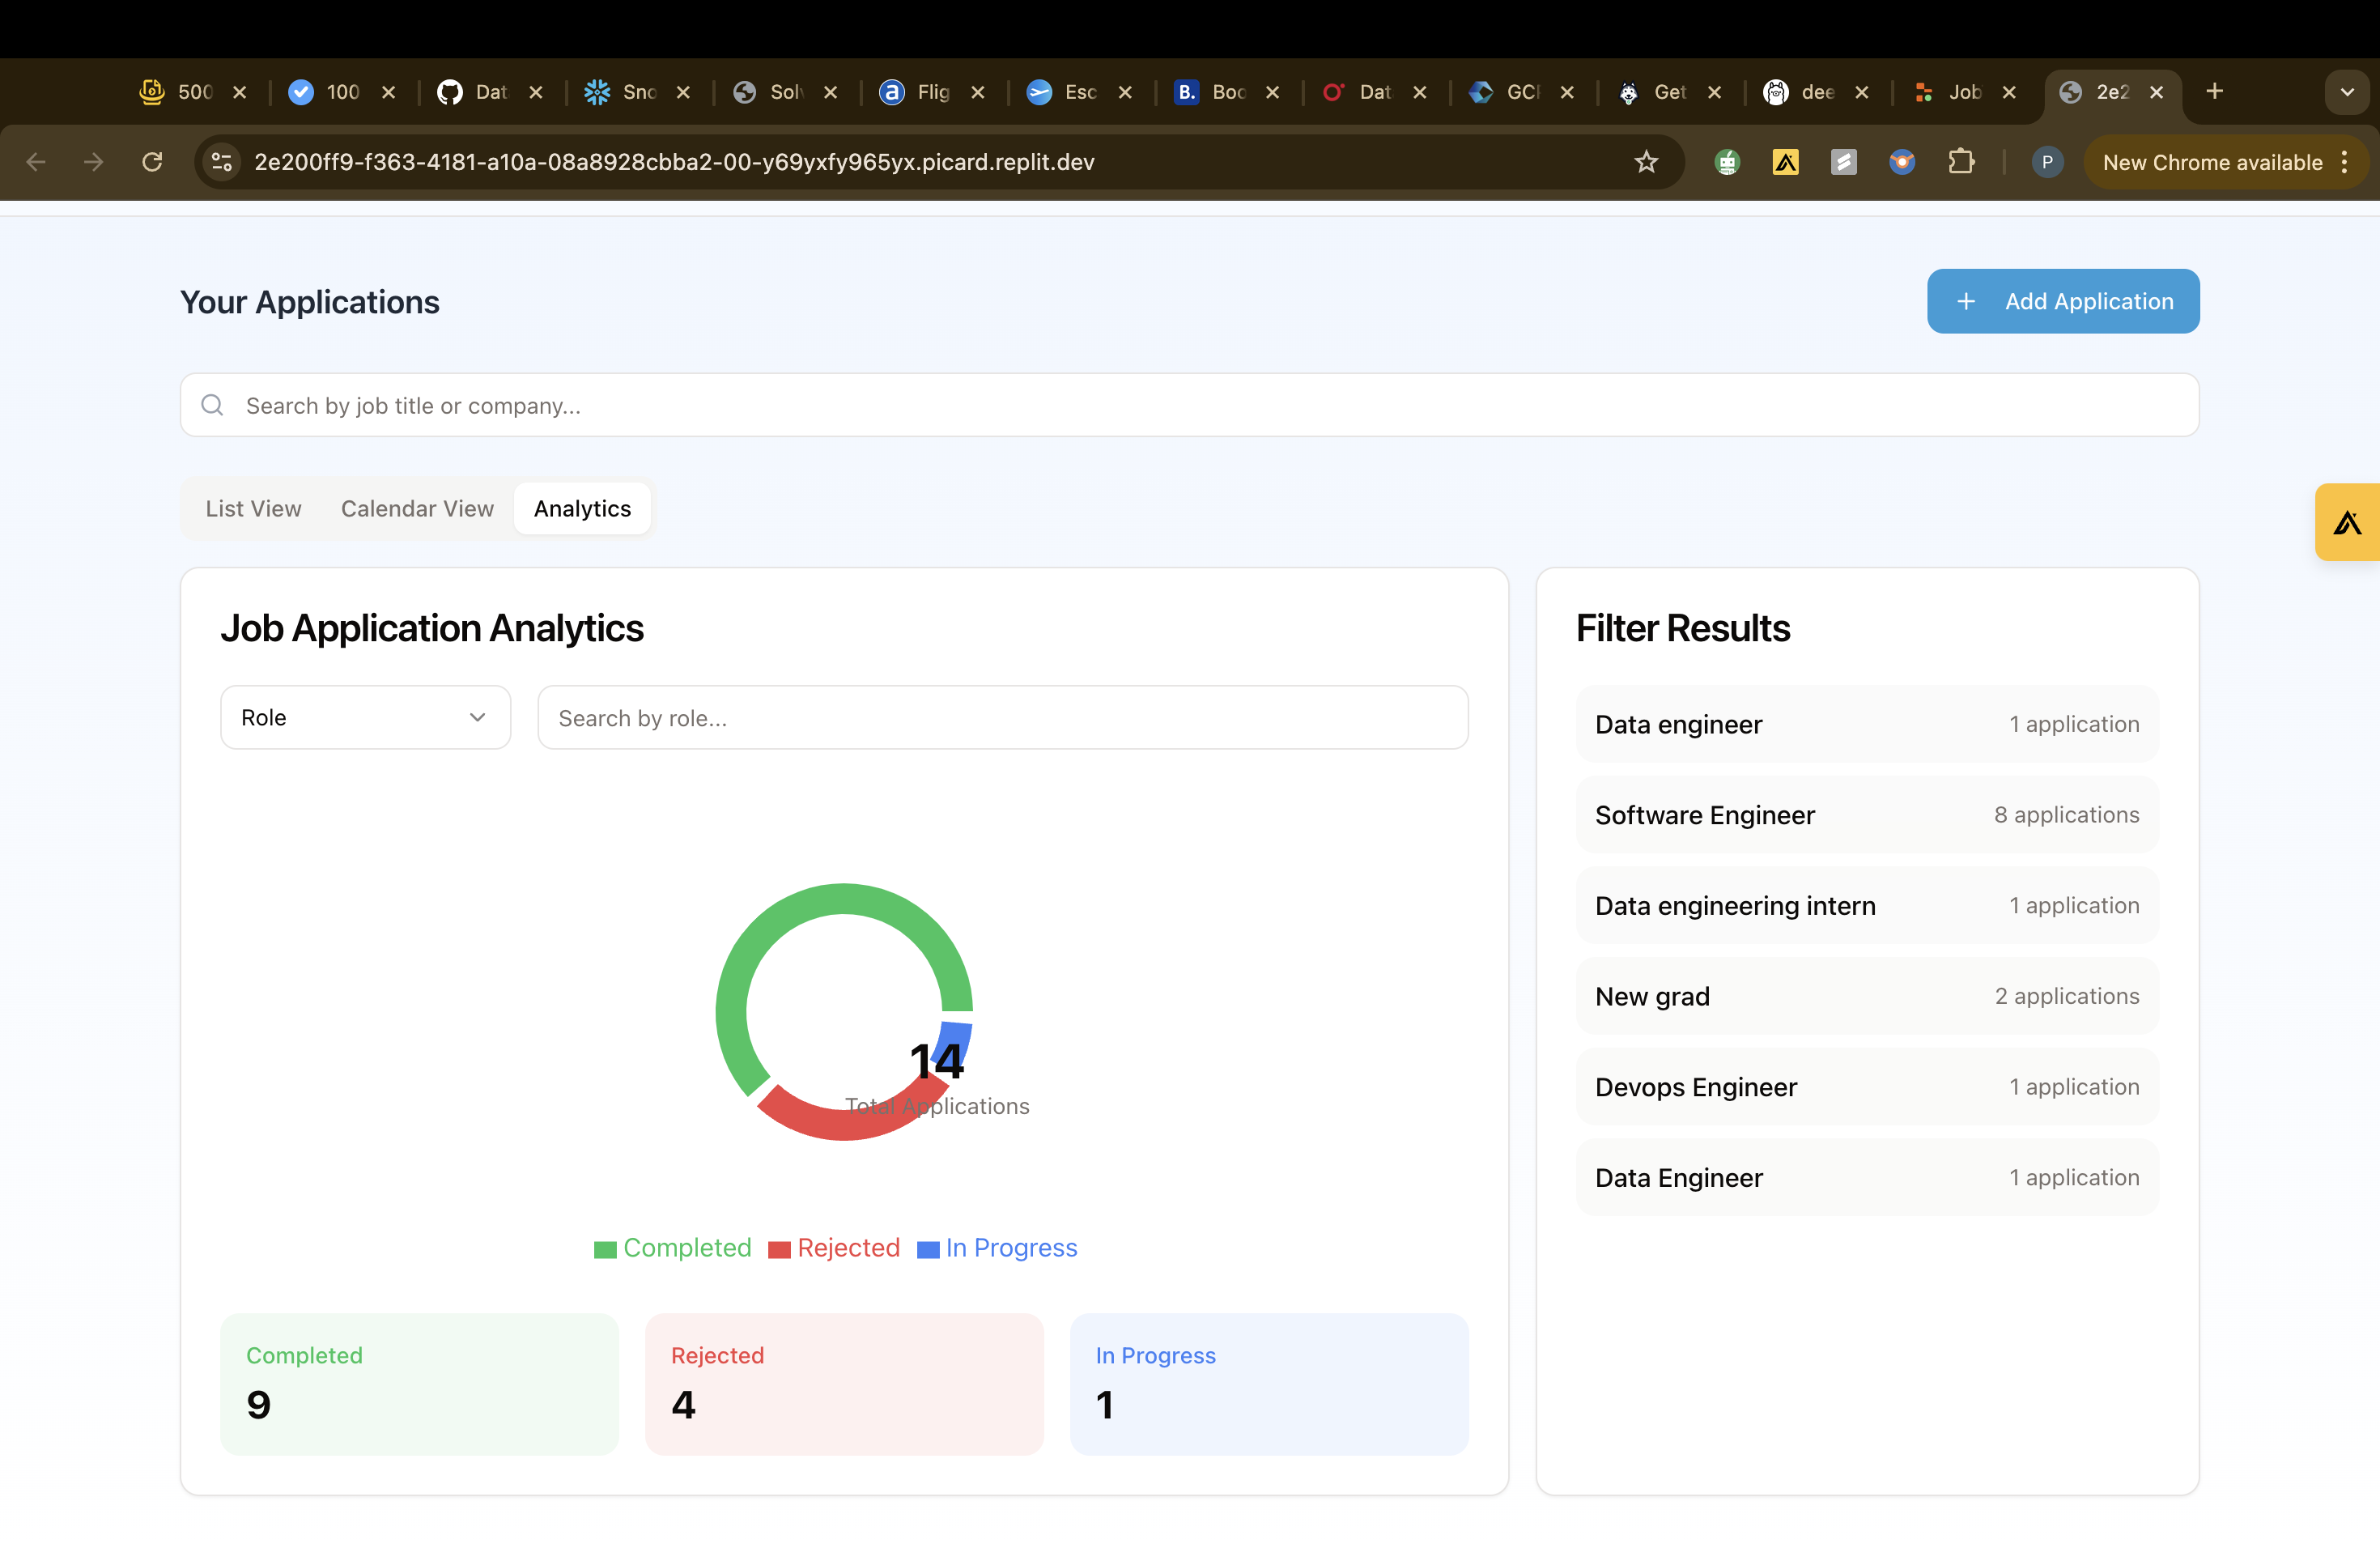 500
100
Dat
Sno
Solv
Flig
Esc
B.
Boo
Dat
GCP
Get
dee
Job
2e2
2e200ff9-f363-4181-a10a-08a8928cbba2-00-y69yxfy965yx.picard.replit.dev
P
New Chrome available
Your Applications
+ Add Application
Search by job title or company...
List View Calendar View Analytics
Job Application Analytics
Role
Search by role...
14
Total Applications
Completed Rejected In Progress
Completed
9
Rejected
4
In Progress
1
Filter Results
Data engineer 1 application
Software Engineer 8 applications
Data engineering intern 1 application
New grad 2 applications
Devops Engineer 1 application
Data Engineer 1 application